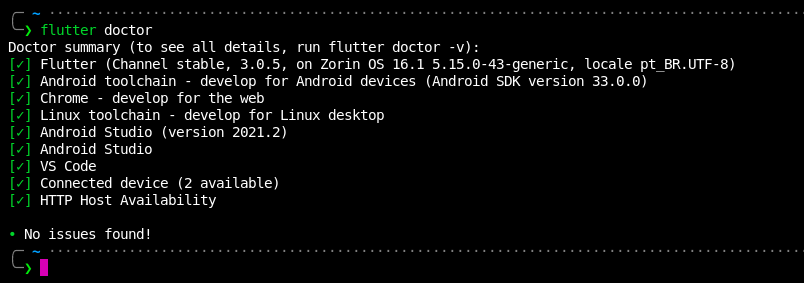 ~
❯ flutter doctor
Doctor summary (to see all details, run flutter doctor -v):
[✓] Flutter (Channel stable, 3.0.5, on Zorin OS 16.1 5.15.0-43-generic, locale pt_BR.UTF-8)
[✓] Android toolchain - develop for Android devices (Android SDK version 33.0.0)
[✓] Chrome - develop for the web
[✓] Linux toolchain - develop for Linux desktop
[✓] Android Studio (version 2021.2)
[✓] Android Studio
[✓] VS Code
[✓] Connected device (2 available)
[✓] HTTP Host Availability
• No issues found!
~
❯